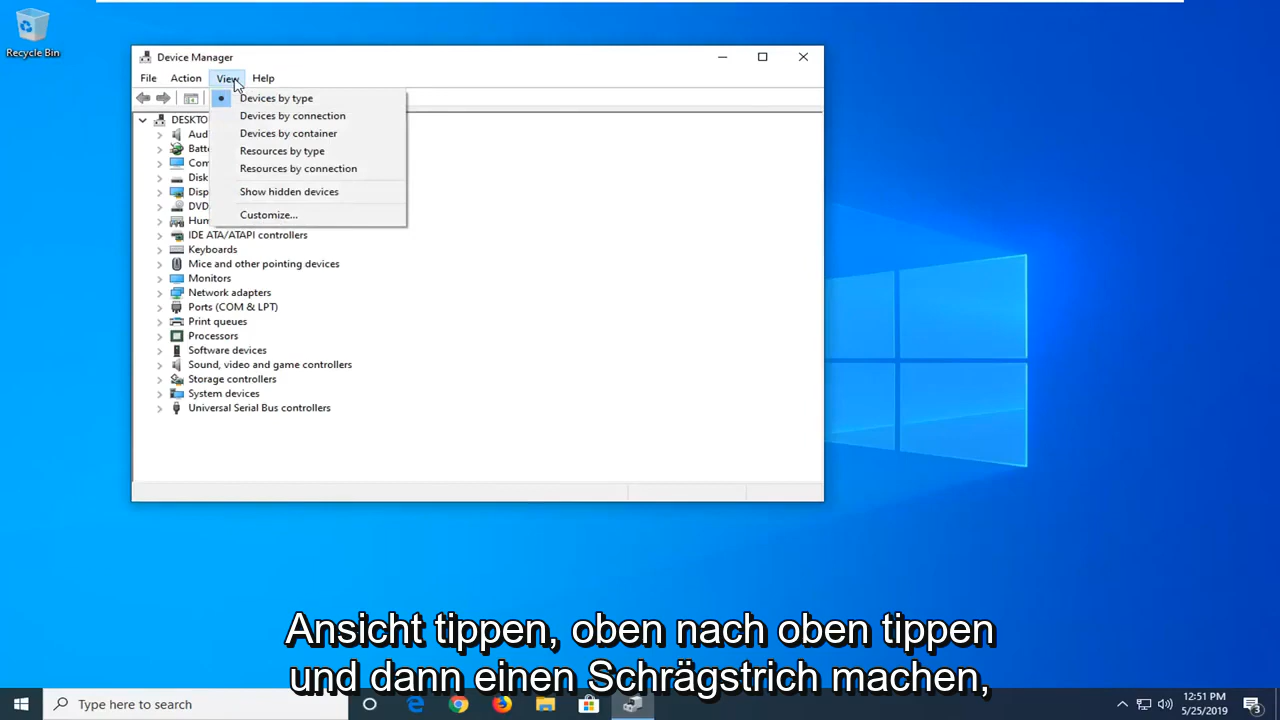 Recycle Bin
Device Manager
File Action View Help
Devices by type
Devices by connection
Devices by container
Resources by type
Resources by connection
Show hidden devices
Customize...
DESKTO
Aud
Batt
Com
Disk
Disp
DVD
Hum
IDE ATA/ATAPI controllers
Keyboards
Mice and other pointing devices
Monitors
Network adapters
Ports (COM & LPT)
Print queues
Processors
Software devices
Sound, video and game controllers
Storage controllers
System devices
Universal Serial Bus controllers
Ansicht tippen, oben nach oben tippen
und dann einen Schrägstrich machen,
Type here to search
12:51 PM
5/25/2019
3